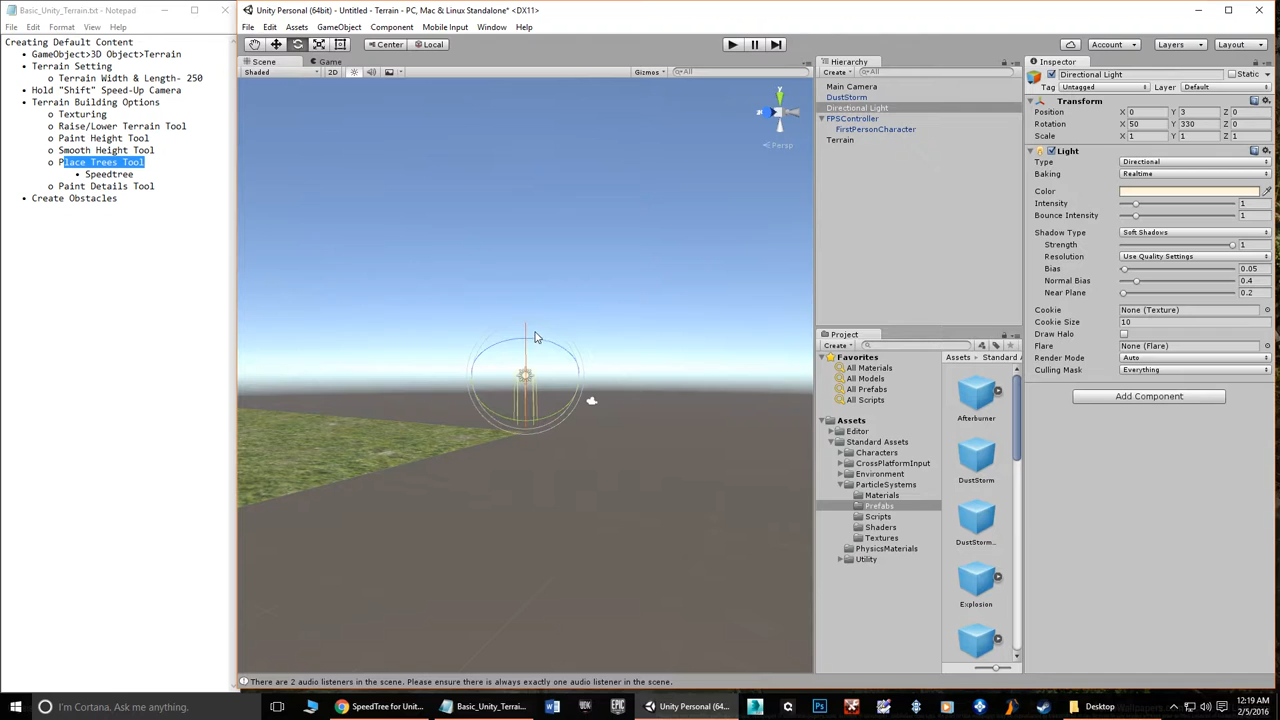 Basic_Unity_Terrain.txt - Notepad
File Edit Format View Help
Creating Default Content
• GameObject>3D Object>Terrain
• Terrain Setting
o Terrain Width & Length- 250
• Hold "Shift" Speed-Up Camera
• Terrain Building Options
o Texturing
o Raise/Lower Terrain Tool
o Paint Height Tool
o Smooth Height Tool
o Place Trees Tool
• Speedtree
o Paint Details Tool
• Create Obstacles
Unity Personal (64bit) - Untitled - Terrain - PC, Mac & Linux Standalone* <DX11>
File Edit Assets GameObject Component Mobile Input Window Help
Center Local
Account Layers Layout
Scene Game
Shaded 2D Gizmos All
y
Persp
Hierarchy
Create All
Main Camera
DustStorm
Directional Light
FPSController
FirstPersonCharacter
Terrain
Project
Create
Favorites
All Materials
All Models
All Prefabs
All Scripts
Assets
Editor
Standard Assets
Characters
CrossPlatformInput
Environment
ParticleSystems
Materials
Prefabs
Scripts
Shaders
Textures
PhysicsMaterials
Utility
Assets Standard A
Afterburner
DustStorm
DustStorm...
Explosion
Inspector
Directional Light Static
Tag Untagged Layer Default
Transform
Position X 0 Y 3 Z 0
Rotation X 50 Y 330 Z 0
Scale X 1 Y 1 Z 1
Light
Type Directional
Baking Realtime
Color
Intensity 1
Bounce Intensity 1
Shadow Type Soft Shadows
Strength 1
Resolution Use Quality Settings
Bias 0.05
Normal Bias 0.4
Near Plane 0.2
Cookie None (Texture)
Cookie Size 10
Draw Halo
Flare None (Flare)
Render Mode Auto
Culling Mask Everything
Add Component
There are 2 audio listeners in the scene. Please ensure there is always exactly one audio listener in the scene.
I'm Cortana. Ask me anything.
SpeedTree for Unit...
Basic_Unity_Terrai...
Unity Personal (64...
Desktop
12:19 AM
2/5/2016